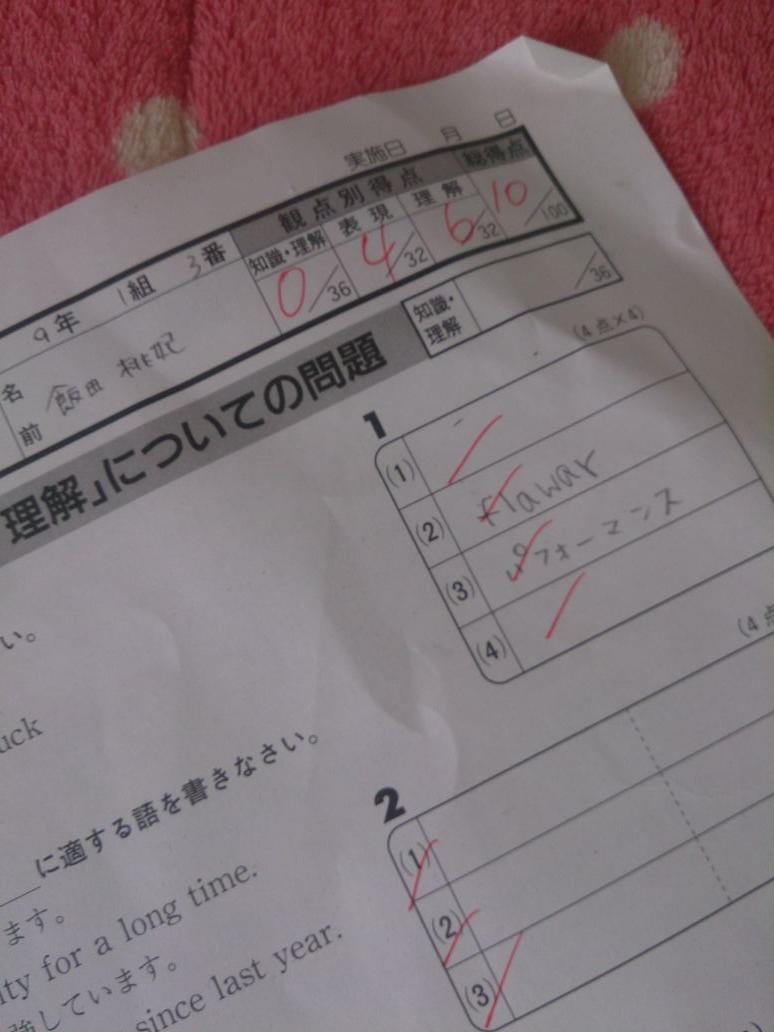 実施日 月 日
観点別得点 総得点
知識・理解 表現 理解
0/36 4/32 6/32 10/100
9年 1組 3番
名前 飯田 桃妃
知識・理解 /36
理解」についての問題
(4点×4)
1
(1)
(2) flawar
(3) パフォーマンス
(4)
い。
uck
(4点
2
に適する語を書きなさい。
(1)
ます。
ity for a long time.
(2)
強しています。
since last year.
(3)